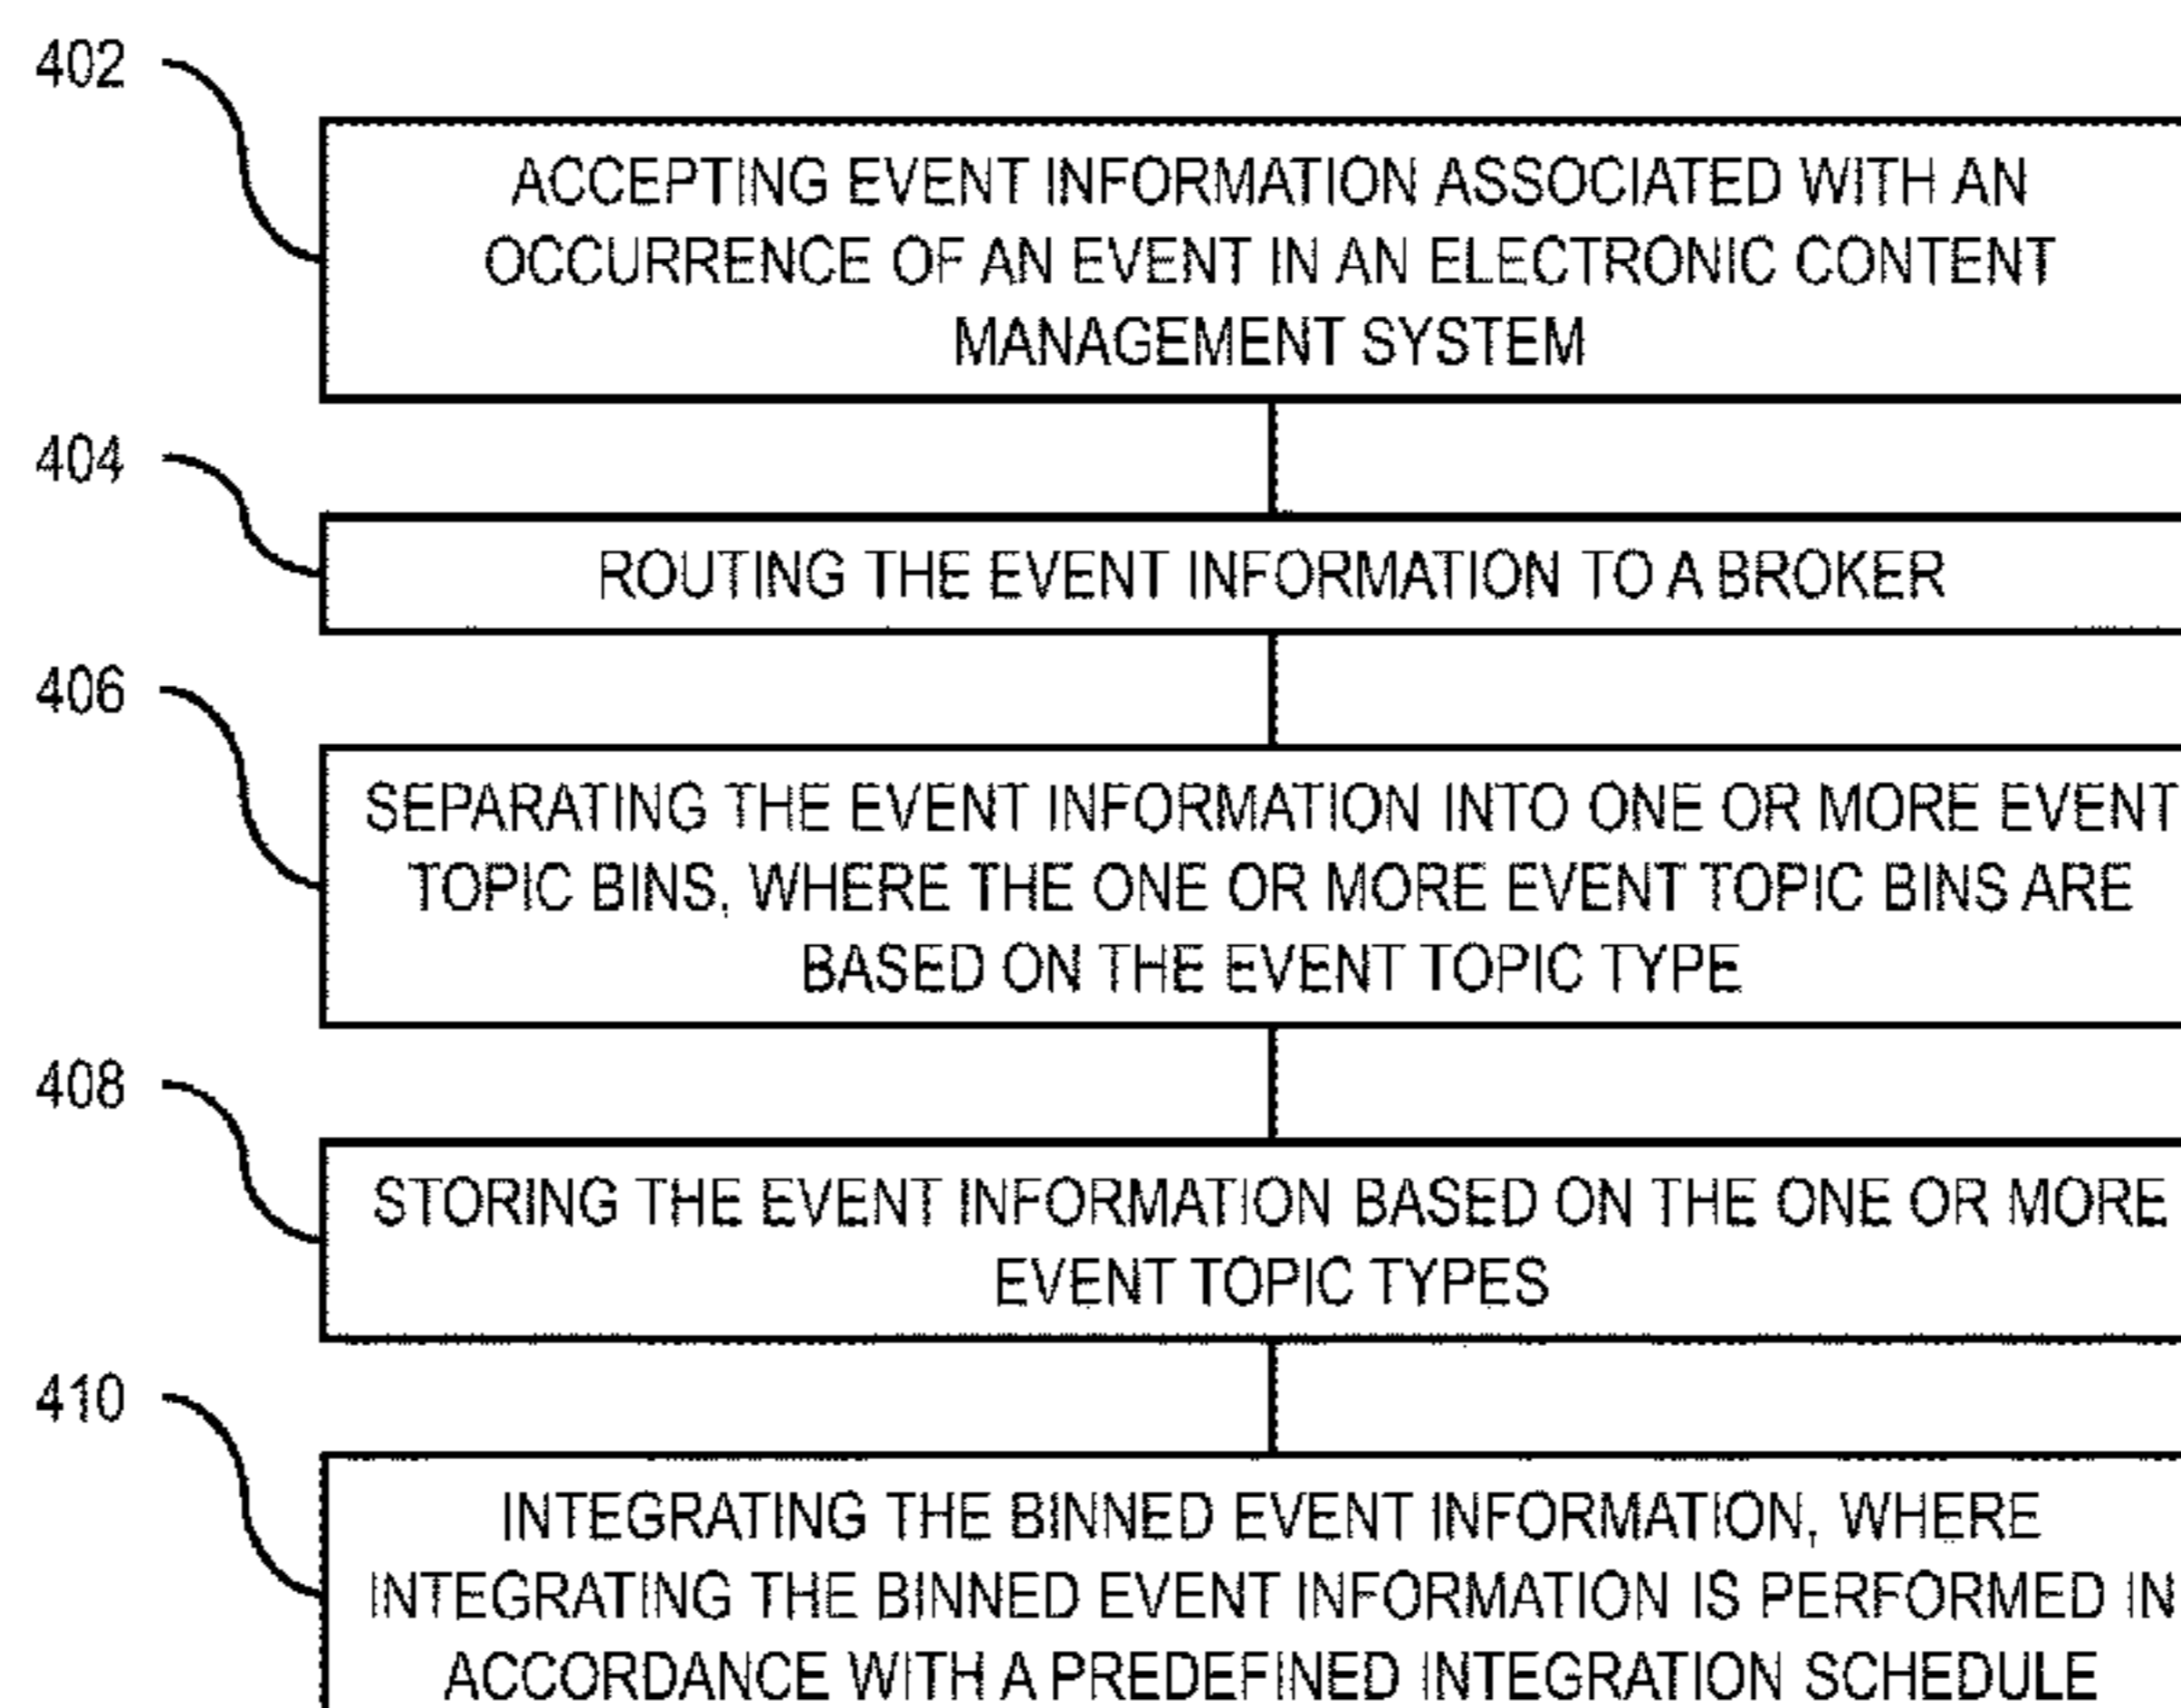 402
ACCEPTING EVENT INFORMATION ASSOCIATED WITH AN
OCCURRENCE OF AN EVENT IN AN ELECTRONIC CONTENT
MANAGEMENT SYSTEM
404
ROUTING THE EVENT INFORMATION TO A BROKER
406
SEPARATING THE EVENT INFORMATION INTO ONE OR MORE EVENT
TOPIC BINS, WHERE THE ONE OR MORE EVENT TOPIC BINS ARE
BASED ON THE EVENT TOPIC TYPE
408
STORING THE EVENT INFORMATION BASED ON THE ONE OR MORE
EVENT TOPIC TYPES
410
INTEGRATING THE BINNED EVENT INFORMATION, WHERE
INTEGRATING THE BINNED EVENT INFORMATION IS PERFORMED IN
ACCORDANCE WITH A PREDEFINED INTEGRATION SCHEDULE